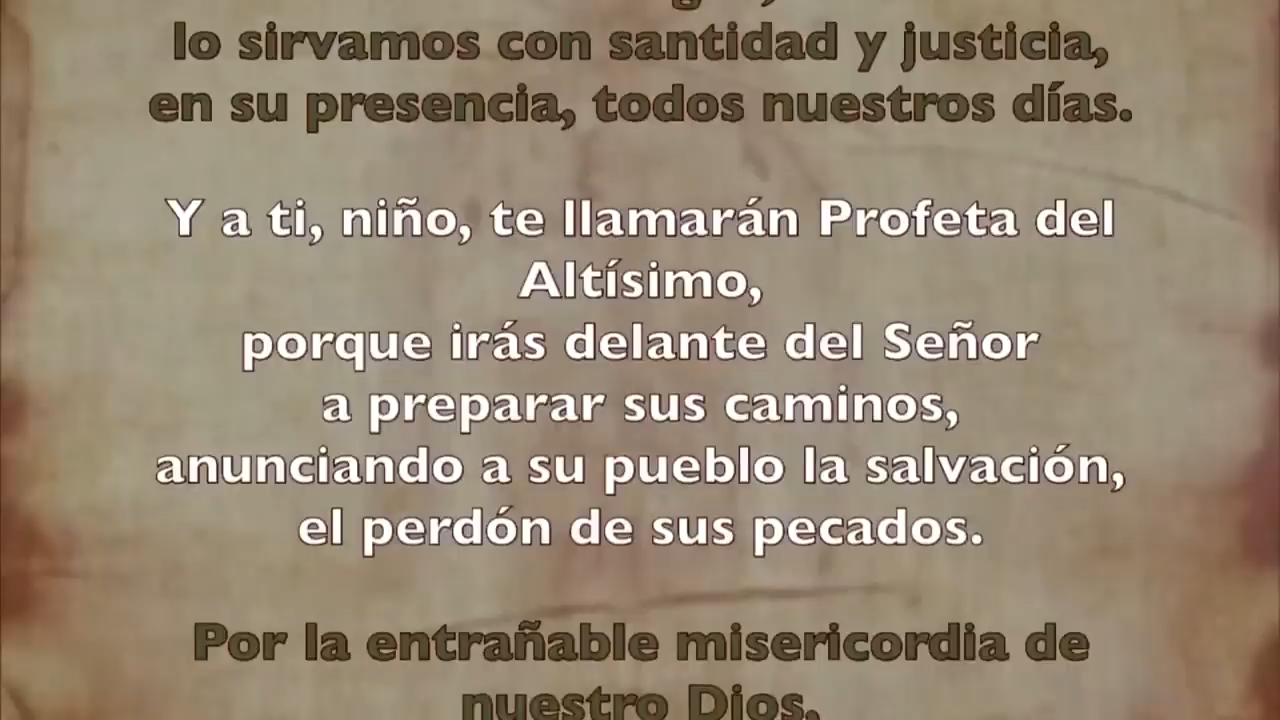 lo sirvamos con santidad y justicia,
en su presencia, todos nuestros días.
Y a ti, niño, te llamarán Profeta del
Altísimo,
porque irás delante del Señor
a preparar sus caminos,
anunciando a su pueblo la salvación,
el perdón de sus pecados.
Por la entrañable misericordia de
nuestro Dios,